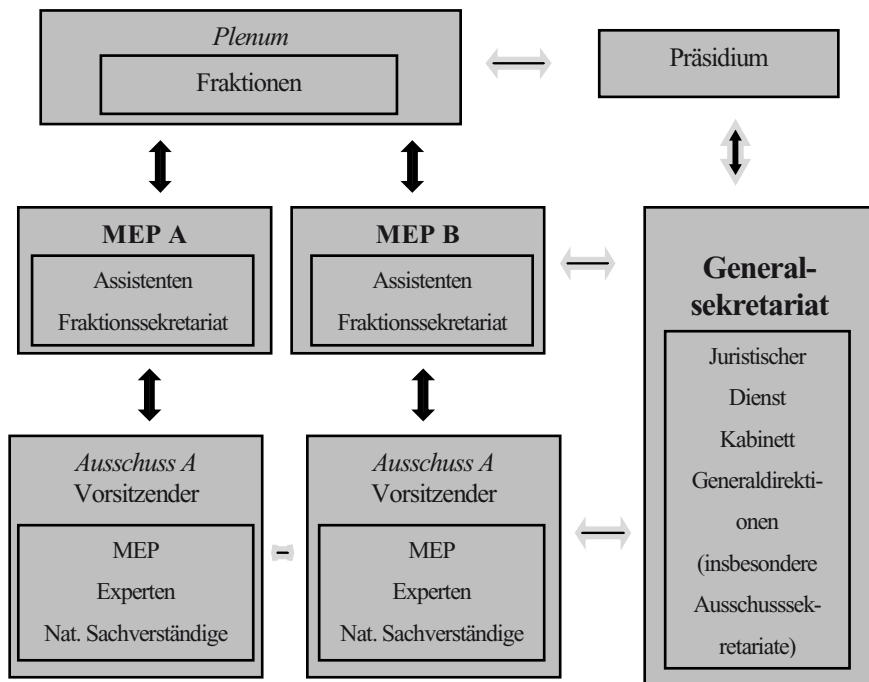 Plenum
Fraktionen
Präsidium
MEP A
Assistenten
Fraktionssekretariat
MEP B
Assistenten
Fraktionssekretariat
General-
sekretariat
Juristischer
Dienst
Kabinett
Generaldirekti-
onen
(insbesondere
Ausschusssek-
retariate)
Ausschuss A
Vorsitzender
MEP
Experten
Nat. Sachverständige
Ausschuss A
Vorsitzender
MEP
Experten
Nat. Sachverständige